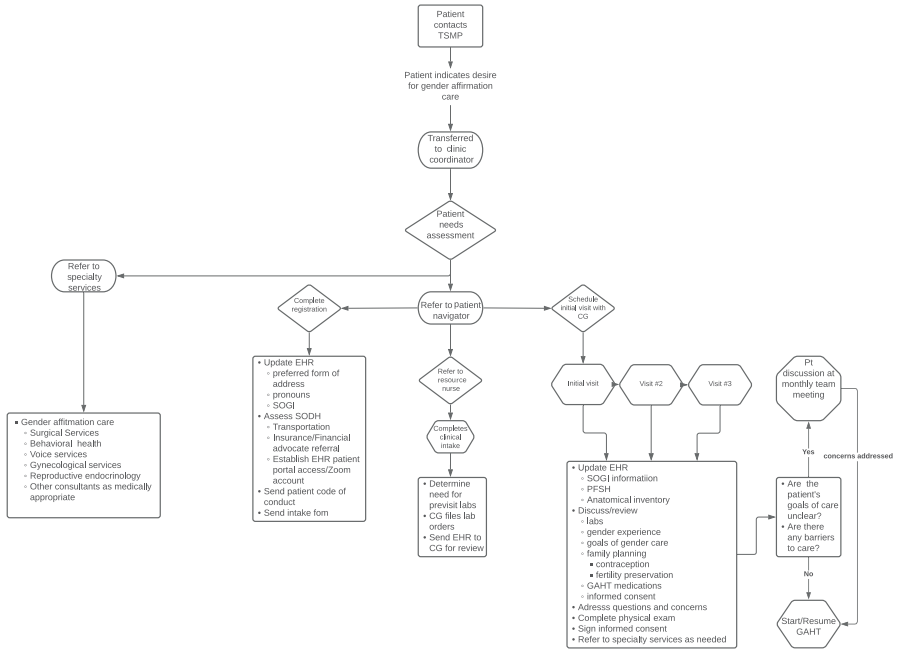 Patient
contacts
TSMP
Patient indicates desire
for gender affirmation
care
Transferred
to clinic
coordinator
Patient
needs
assessment
Refer to
specialty
services
Complete
registration
Refer to patient
navigator
Schedule
initial visit with
CG
• Update EHR
◦ preferred form of
address
◦ pronouns
◦ SOGI
• Assess SODH
◦ Transportation
◦ Insurance/Financial
advocate referral
◦ Establish EHR patient
portal access/Zoom
account
• Send patient code of
conduct
• Send intake fom
Refer to
resource
nurse
Initial visit
Visit #2
Visit #3
Pt
discussion at
monthly team
meeting
▪ Gender affitmation care
◦ Surgical Services
◦ Behavioral health
◦ Voice services
◦ Gynecological services
◦ Reproductive endocrinology
◦ Other consultants as medically
appropriate
Completes
clinical
intake
• Determine
need for
previsit labs
• CG files lab
orders
• Send EHR to
CG for review
• Update EHR
◦ SOGI informatiion
◦ PFSH
◦ Anatomical inventory
• Discuss/review
◦ labs
◦ gender experience
◦ goals of gender care
◦ family planning
▪ contraception
▪ fertility preservation
◦ GAHT medications
◦ informed consent
• Adresss questions and concerns
• Complete physical exam
• Sign informed consent
• Refer to specialty services as needed
Yes
concerns addressed
• Are the
patient's
goals of care
unclear?
• Are there
any barriers
to care?
No
Start/Resume
GAHT